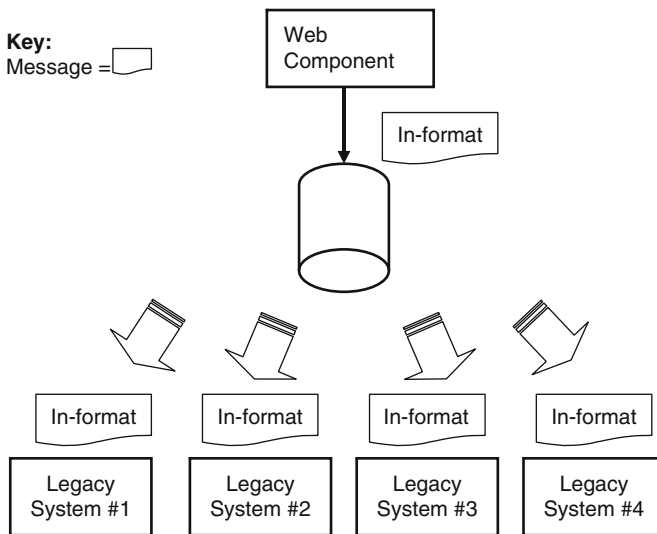 Key:
Message =
Web
Component
In-format
In-format
In-format
In-format
In-format
Legacy
System #1
Legacy
System #2
Legacy
System #3
Legacy
System #4